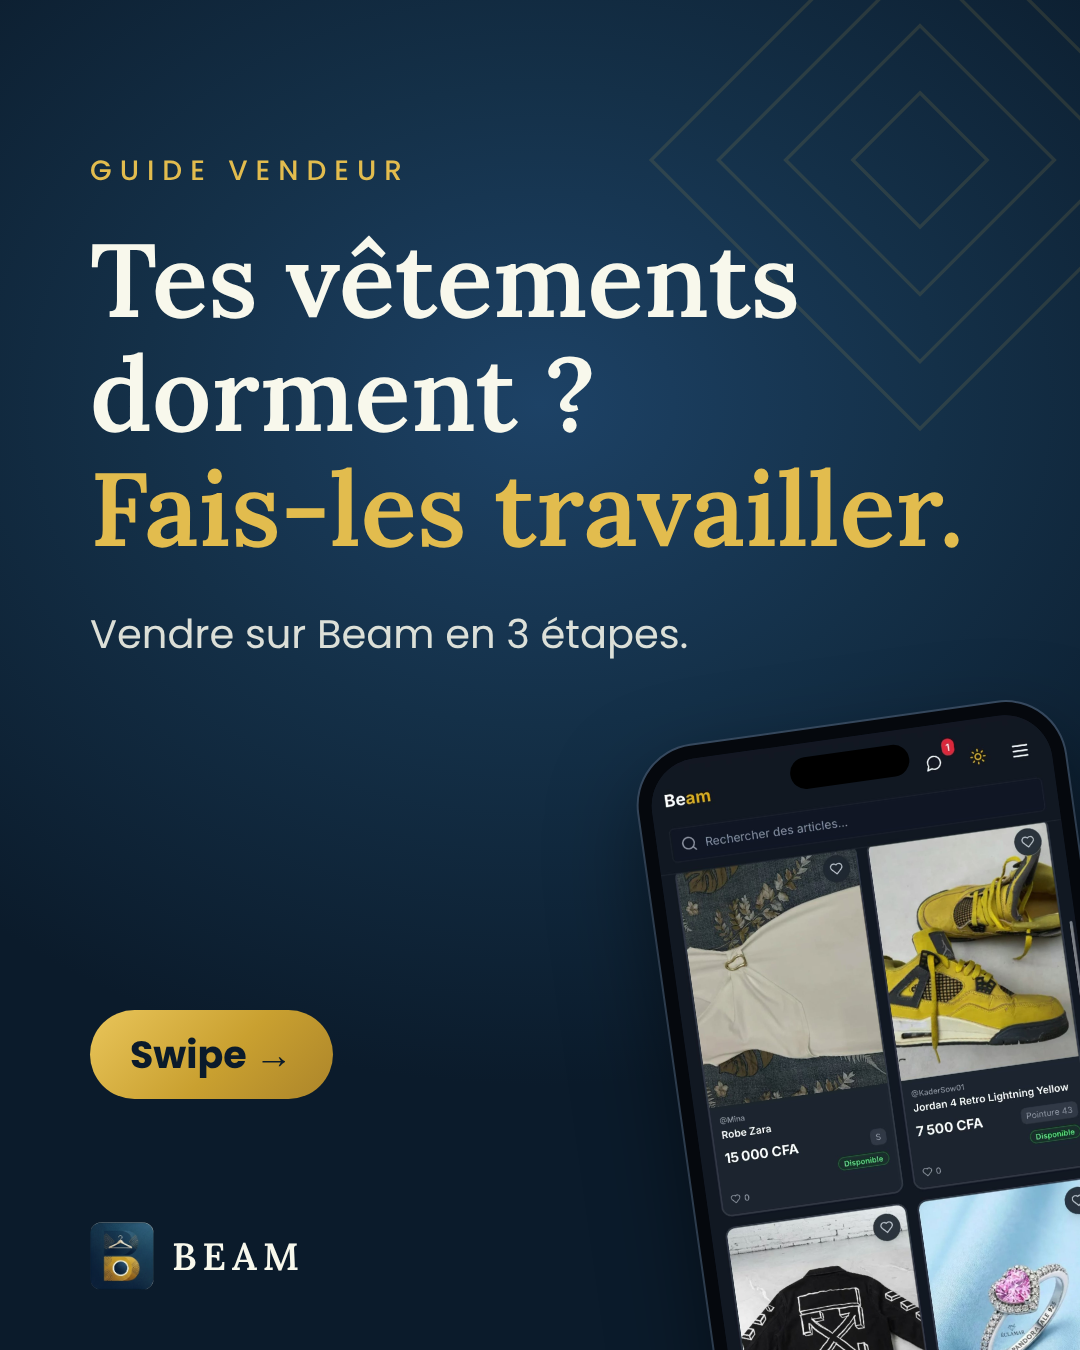 GUIDE VENDEUR
Tes vêtements
dorment ?
Fais-les travailler.
Vendre sur Beam en 3 étapes.
Swipe →
BEAM
1
Beam
Rechercher des articles...
@Mina
Robe Zara
15 000 CFA
S
Disponible
0
@KaderSow01
Jordan 4 Retro Lightning Yellow
7 500 CFA
Pointure 43
Disponible
0